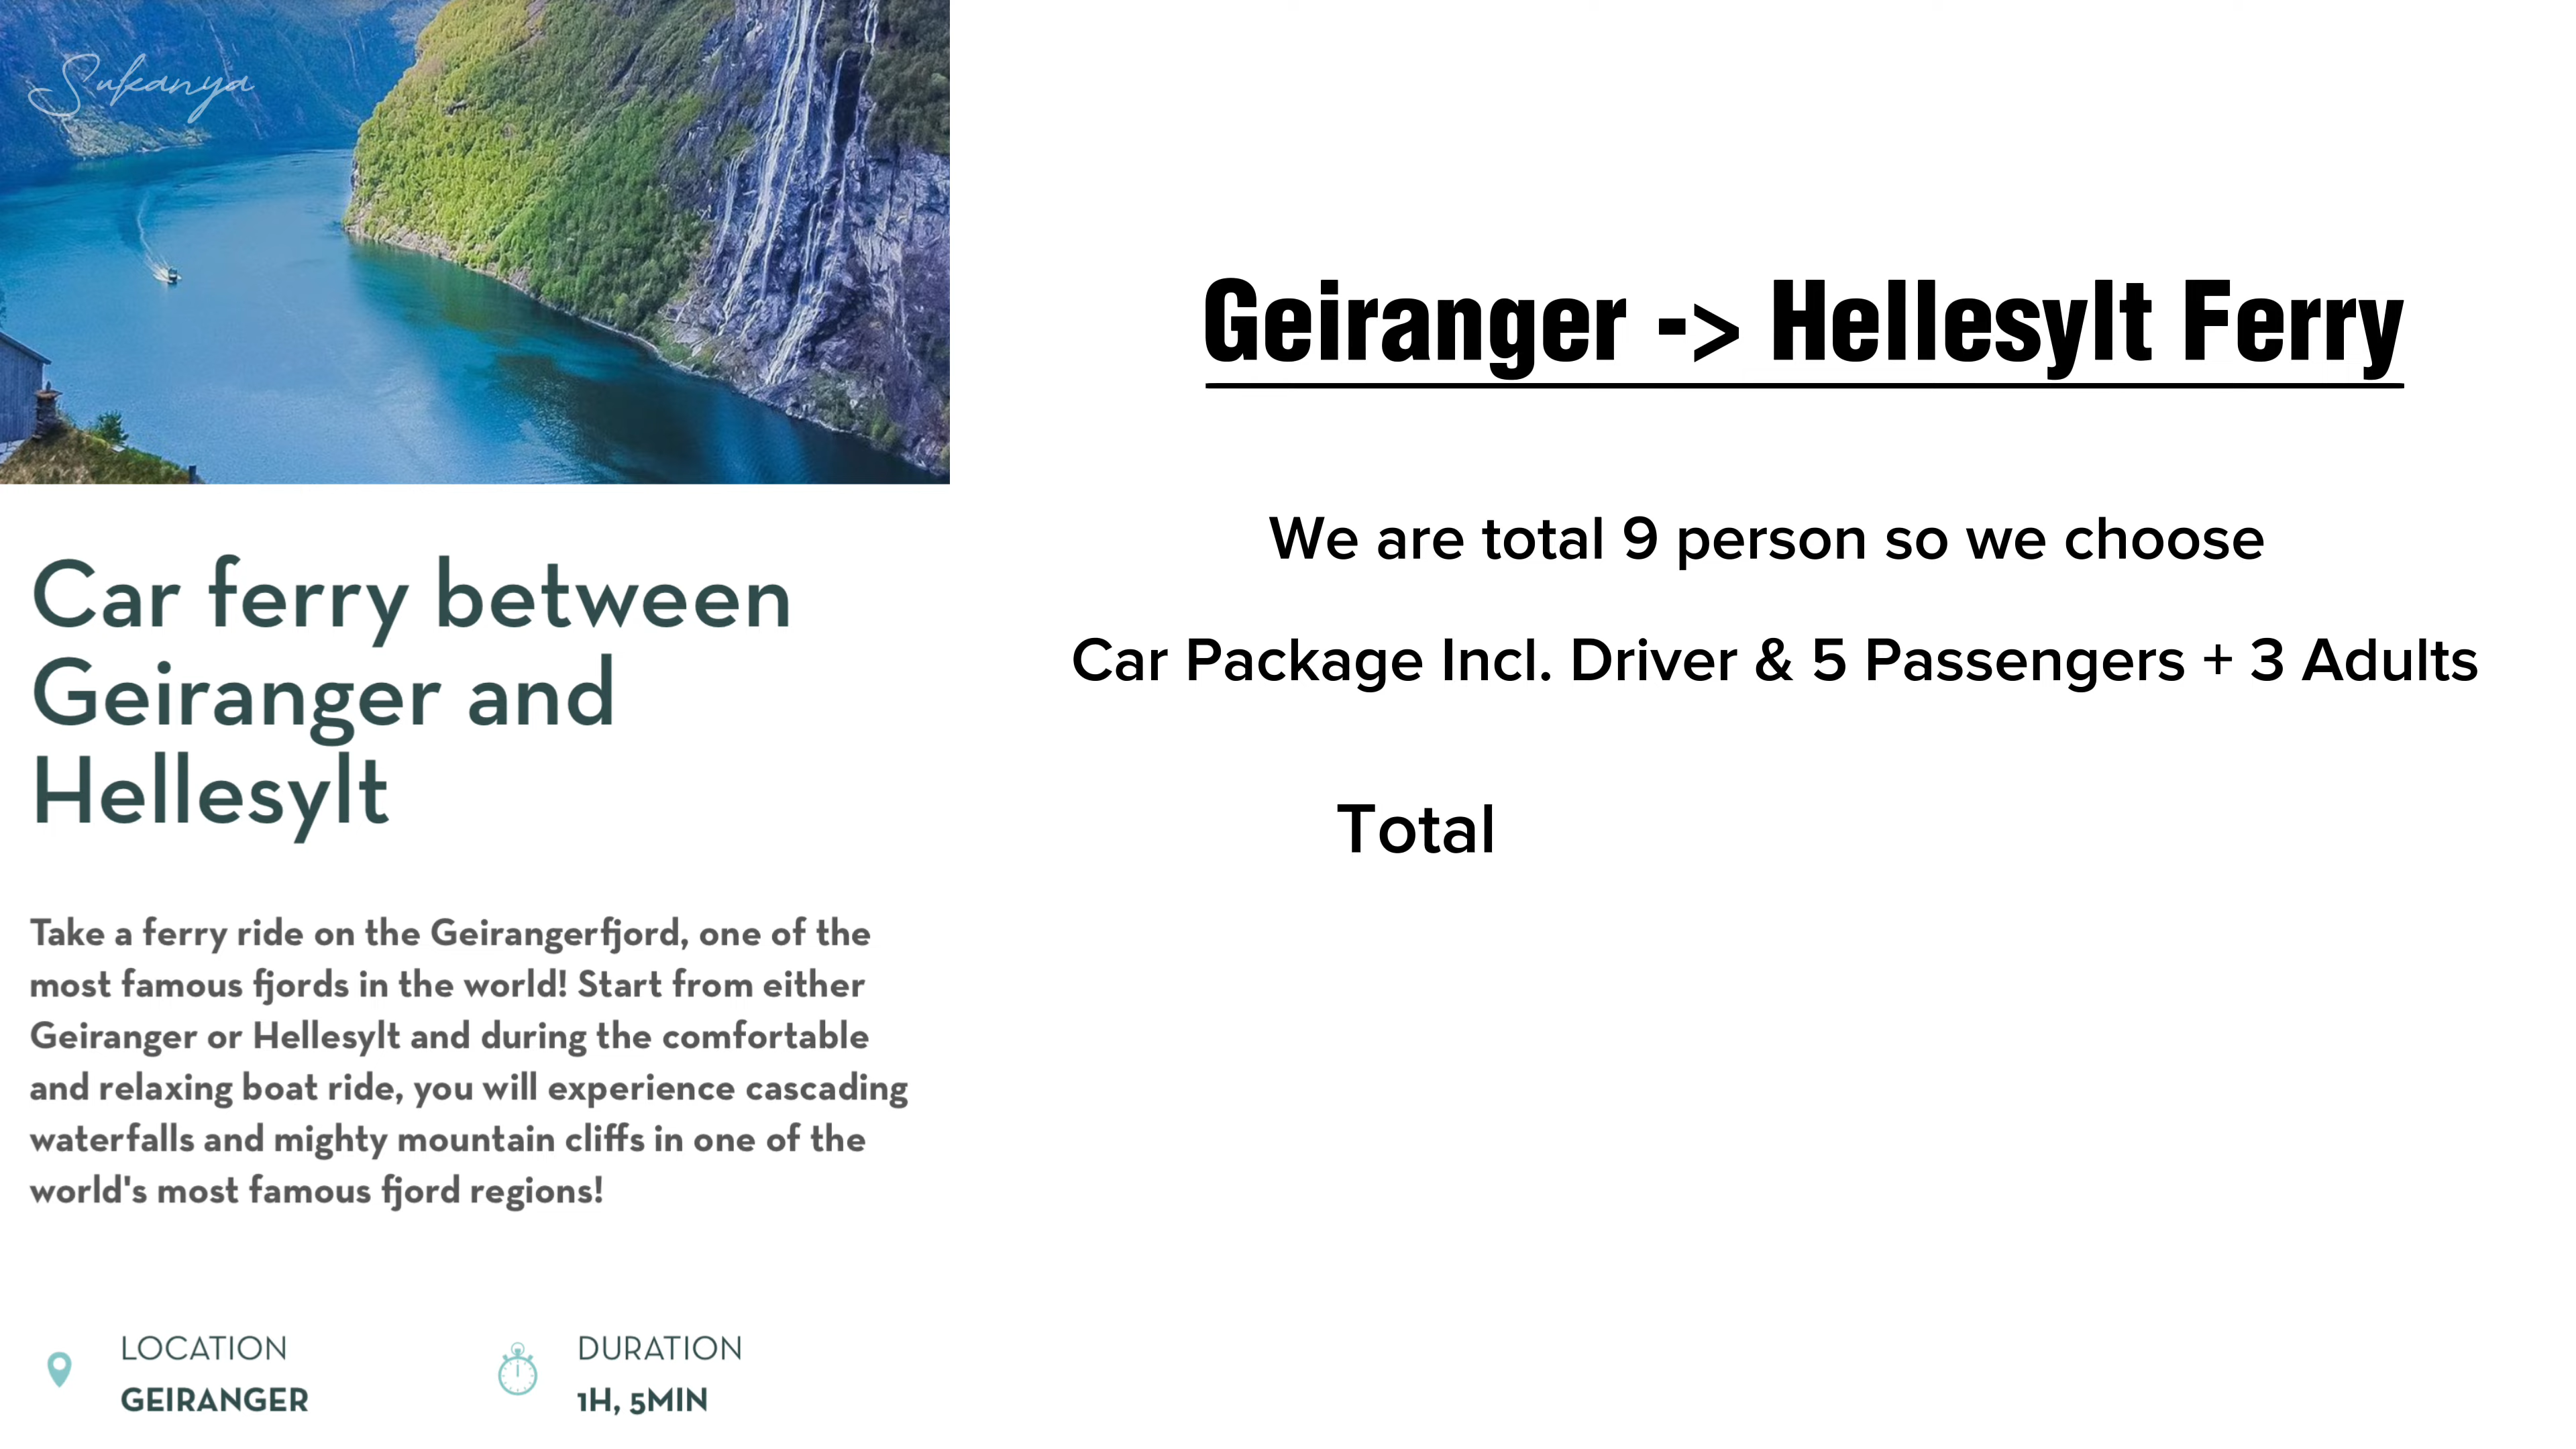 Sukanya
Car ferry between
Geiranger and
Hellesylt
Take a ferry ride on the Geirangerfjord, one of the
most famous fjords in the world! Start from either
Geiranger or Hellesylt and during the comfortable
and relaxing boat ride, you will experience cascading
waterfalls and mighty mountain cliffs in one of the
world's most famous fjord regions!
LOCATION
GEIRANGER
DURATION
1H, 5MIN
Geiranger -> Hellesylt Ferry
We are total 9 person so we choose
Car Package Incl. Driver & 5 Passengers + 3 Adults
Total